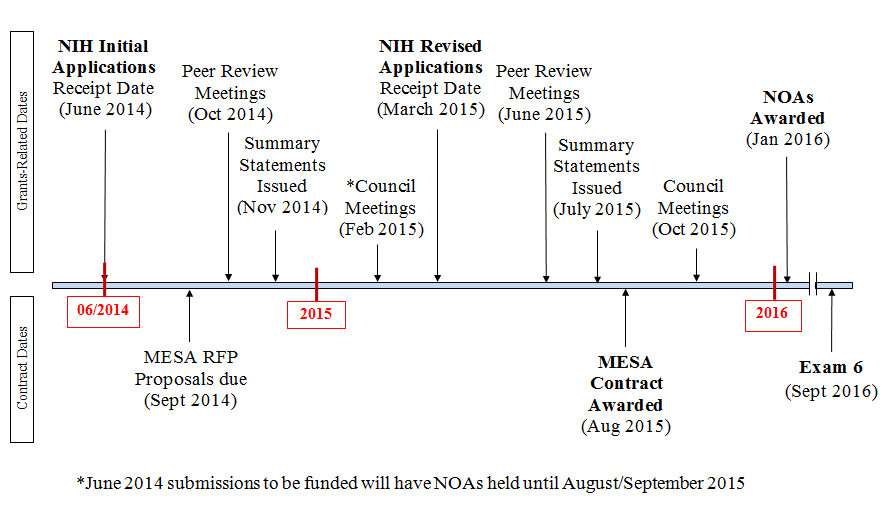 Grants-Related Dates
NIH Initial
Applications
Receipt Date
(June 2014)
Peer Review
Meetings
(Oct 2014)
Summary
Statements
Issued
(Nov 2014)
*Council
Meetings
(Feb 2015)
NIH Revised
Applications
Receipt Date
(March 2015)
Peer Review
Meetings
(June 2015)
Summary
Statements
Issued
(July 2015)
Council
Meetings
(Oct 2015)
NOAs
Awarded
(Jan 2016)
06/2014
2015
2016
Contract Dates
MESA RFP
Proposals due
(Sept 2014)
MESA
Contract
Awarded
(Aug 2015)
Exam 6
(Sept 2016)
*June 2014 submissions to be funded will have NOAs held until August/September 2015